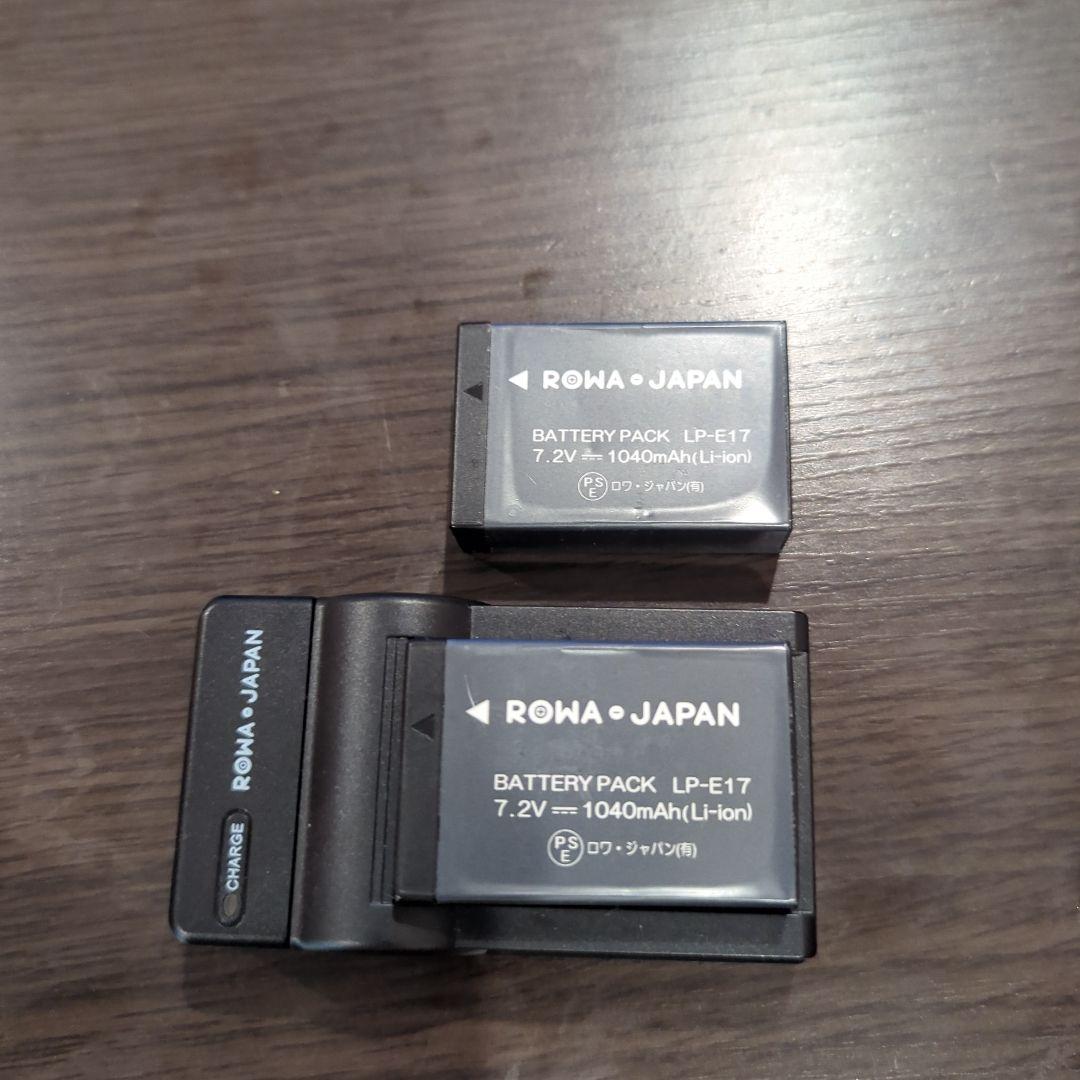 ROWA JAPAN
BATTERY PACK LP-E17
7.2V ⎓ 1040mAh(Li-ion)
PSE ロワ・ジャパン(有)
ROWA JAPAN
CHARGE
ROWA JAPAN
BATTERY PACK LP-E17
7.2V ⎓ 1040mAh(Li-ion)
PSE ロワ・ジャパン(有)